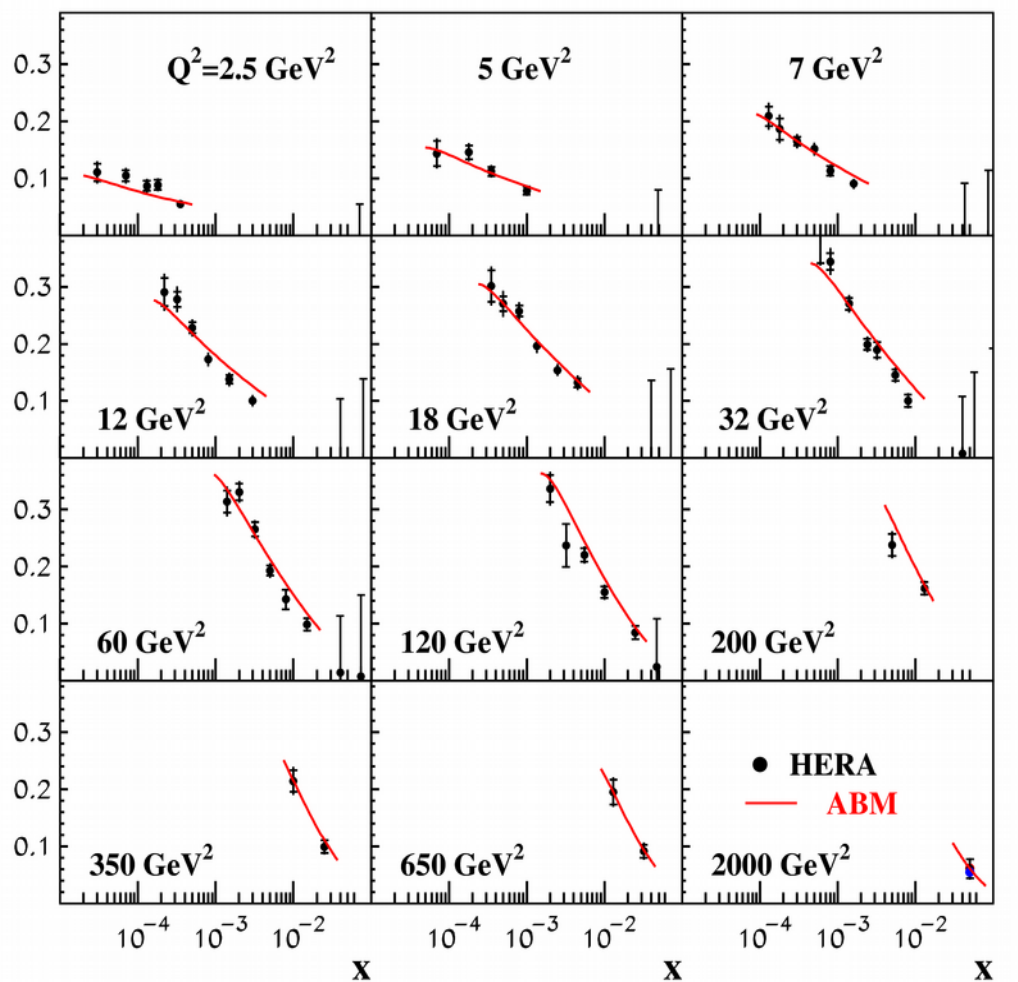 Q²=2.5 GeV² 5 GeV² 7 GeV²
0.3
0.2
0.1
12 GeV² 18 GeV² 32 GeV²
0.3
0.2
0.1
60 GeV² 120 GeV² 200 GeV²
0.3
0.2
0.1
350 GeV² 650 GeV² 2000 GeV²
HERA
ABM
0.3
0.2
0.1
10⁻⁴ 10⁻³ 10⁻² 10⁻⁴ 10⁻³ 10⁻² 10⁻⁴ 10⁻³ 10⁻²
x x x